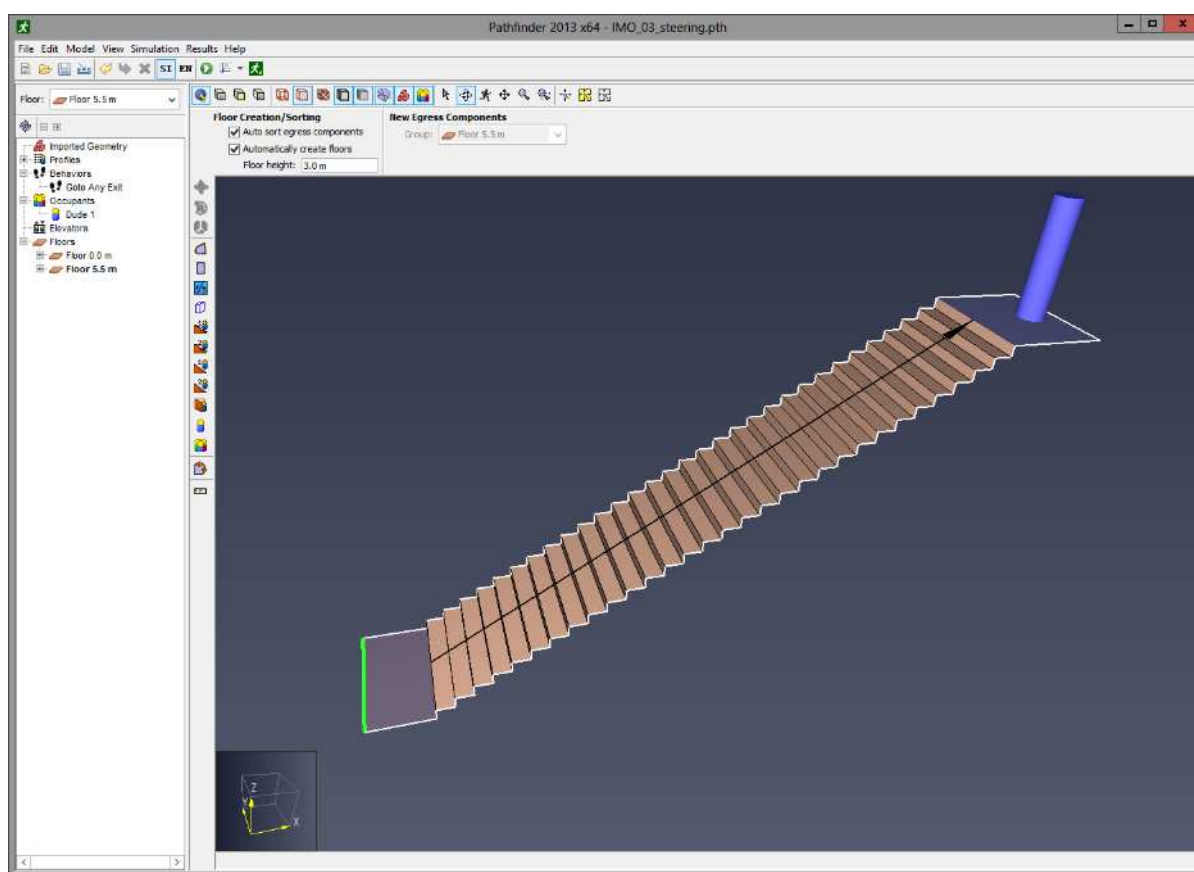 Pathfinder 2013 x64 - IMO_03_steering.pth
File Edit Model View Simulation Results Help
SI EN
Floor: Floor 5.5 m
Floor Creation/Sorting
Auto sort egress components
Automatically create floors
Floor height: 3.0 m
New Egress Components
Group: Floor 5.5 m
Imported Geometry
Profiles
Behaviors
Goto Any Exit
Occupants
Dude 1
Elevators
Floors
Floor 0.0 m
Floor 5.5 m
Z
Y
X